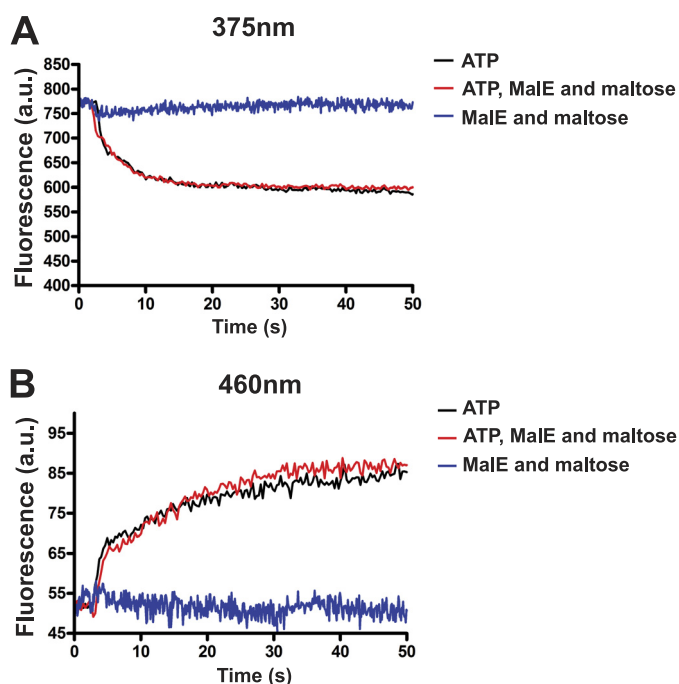 A
375nm
ATP
ATP, MalE and maltose
MalE and maltose
Fluorescence (a.u.)
850
800
750
700
650
600
550
500
450
400
0 10 20 30 40 50
Time (s)
B
460nm
ATP
ATP, MalE and maltose
MalE and maltose
Fluorescence (a.u.)
95
85
75
65
55
45
0 10 20 30 40 50
Time (s)